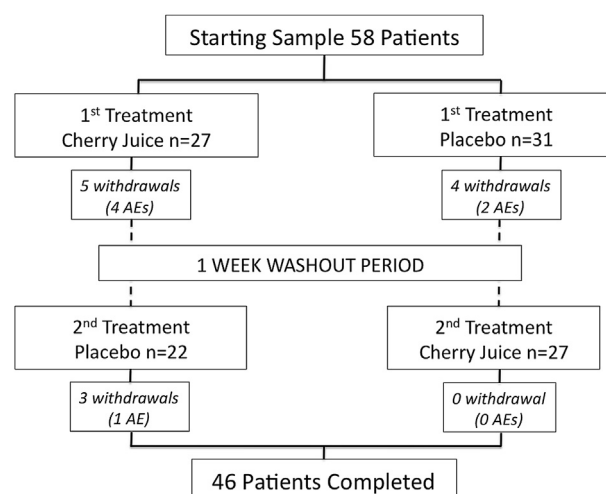 Starting Sample 58 Patients
1st Treatment
Cherry Juice n=27
1st Treatment
Placebo n=31
5 withdrawals
(4 AEs)
4 withdrawals
(2 AEs)
1 WEEK WASHOUT PERIOD
2nd Treatment
Placebo n=22
2nd Treatment
Cherry Juice n=27
3 withdrawals
(1 AE)
0 withdrawal
(0 AEs)
46 Patients Completed